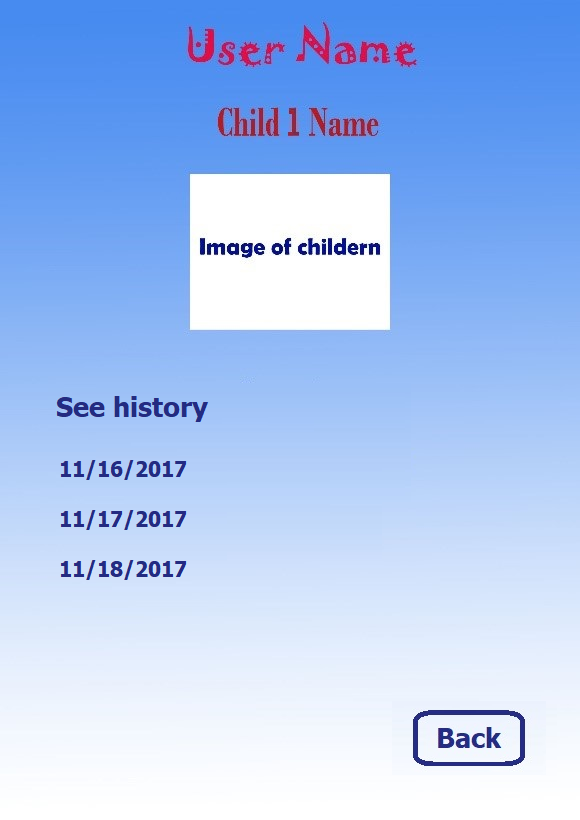 User Name
Child 1 Name
Image of childern
See history
11/16/2017
11/17/2017
11/18/2017
Back